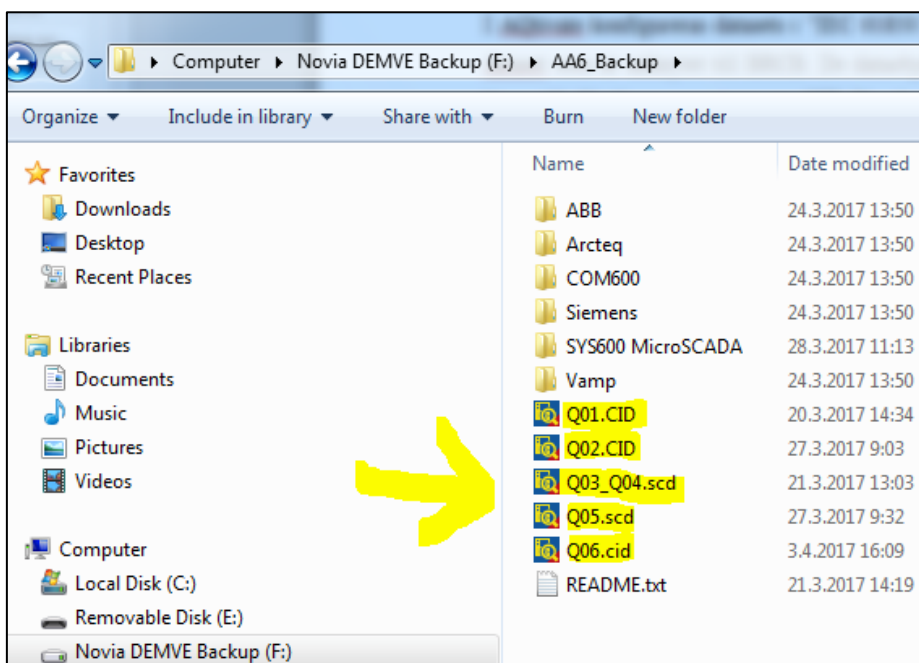 Computer Novia DEMVE Backup (F:) AA6_Backup
Organize Include in library Share with Burn New folder
Favorites
Downloads
Desktop
Recent Places
Libraries
Documents
Music
Pictures
Videos
Computer
Local Disk (C:)
Removable Disk (E:)
Novia DEMVE Backup (F:)
Name Date modified
ABB 24.3.2017 13:50
Arcteq 24.3.2017 13:50
COM600 24.3.2017 13:50
Siemens 24.3.2017 13:50
SYS600 MicroSCADA 28.3.2017 11:13
Vamp 24.3.2017 13:50
Q01.CID 20.3.2017 14:34
Q02.CID 27.3.2017 9:03
Q03_Q04.scd 21.3.2017 13:03
Q05.scd 27.3.2017 9:32
Q06.cid 3.4.2017 16:09
README.txt 21.3.2017 14:19